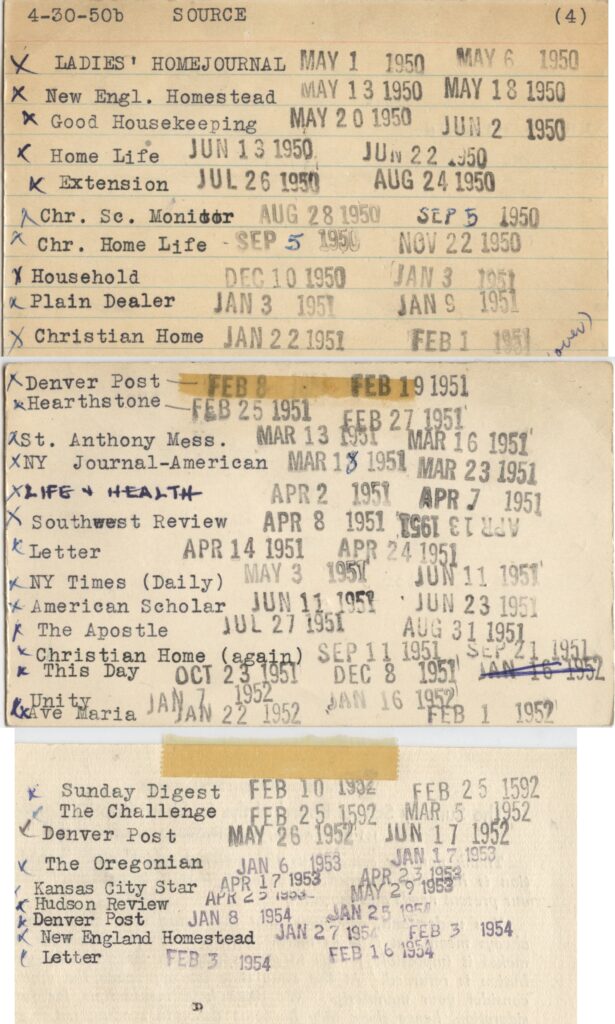 4-30-50b SOURCE (4)
LADIES' HOMEJOURNAL MAY 1 1950 MAY 6 1950
New Engl. Homestead MAY 13 1950 MAY 18 1950
Good Housekeeping MAY 20 1950 JUN 2 1950
Home Life JUN 13 1950 JUN 22 1950
Extension JUL 26 1950 AUG 24 1950
Chr. Sc. Monitor AUG 28 1950 SEP 5 1950
Chr. Home Life - SEP 5 1950 NOV 22 1950
Household DEC 10 1950 JAN 3 1951
Plain Dealer JAN 3 1951 JAN 9 1951
Christian Home JAN 22 1951 FEB 1 1951
(over)
Denver Post — FEB 8 FEB 19 1951
Hearthstone — FEB 25 1951 FEB 27 1951
St. Anthony Mess. MAR 13 1951 MAR 16 1951
NY Journal-American MAR 18 1951 MAR 23 1951
LIFE & HEALTH APR 2 1951 APR 7 1951
Southwest Review APR 8 1951 APR 13 1951
Letter APR 14 1951 APR 24 1951
NY Times (Daily) MAY 3 1951 JUN 11 1951
American Scholar JUN 11 1951 JUN 23 1951
The Apostle JUL 27 1951 AUG 31 1951
Christian Home (again) SEP 11 1951 SEP 21 1951
This Day OCT 23 1951 DEC 8 1951 JAN 16 1952
Unity JAN 7 1952 JAN 16 1952
Ave Maria JAN 22 1952 FEB 1 1952
Sunday Digest FEB 10 1952 FEB 25 1592
The Challenge FEB 25 1592 MAR 5 1952
Denver Post MAY 26 1952 JUN 17 1952
The Oregonian JAN 6 1953 JAN 17 1953
Kansas City Star APR 17 1953 APR 23 1953
Hudson Review APR 25 1953 MAY 29 1953
Denver Post JAN 8 1954 JAN 25 1954
New England Homestead JAN 27 1954 FEB 3 1954
Letter FEB 3 1954 FEB 16 1954